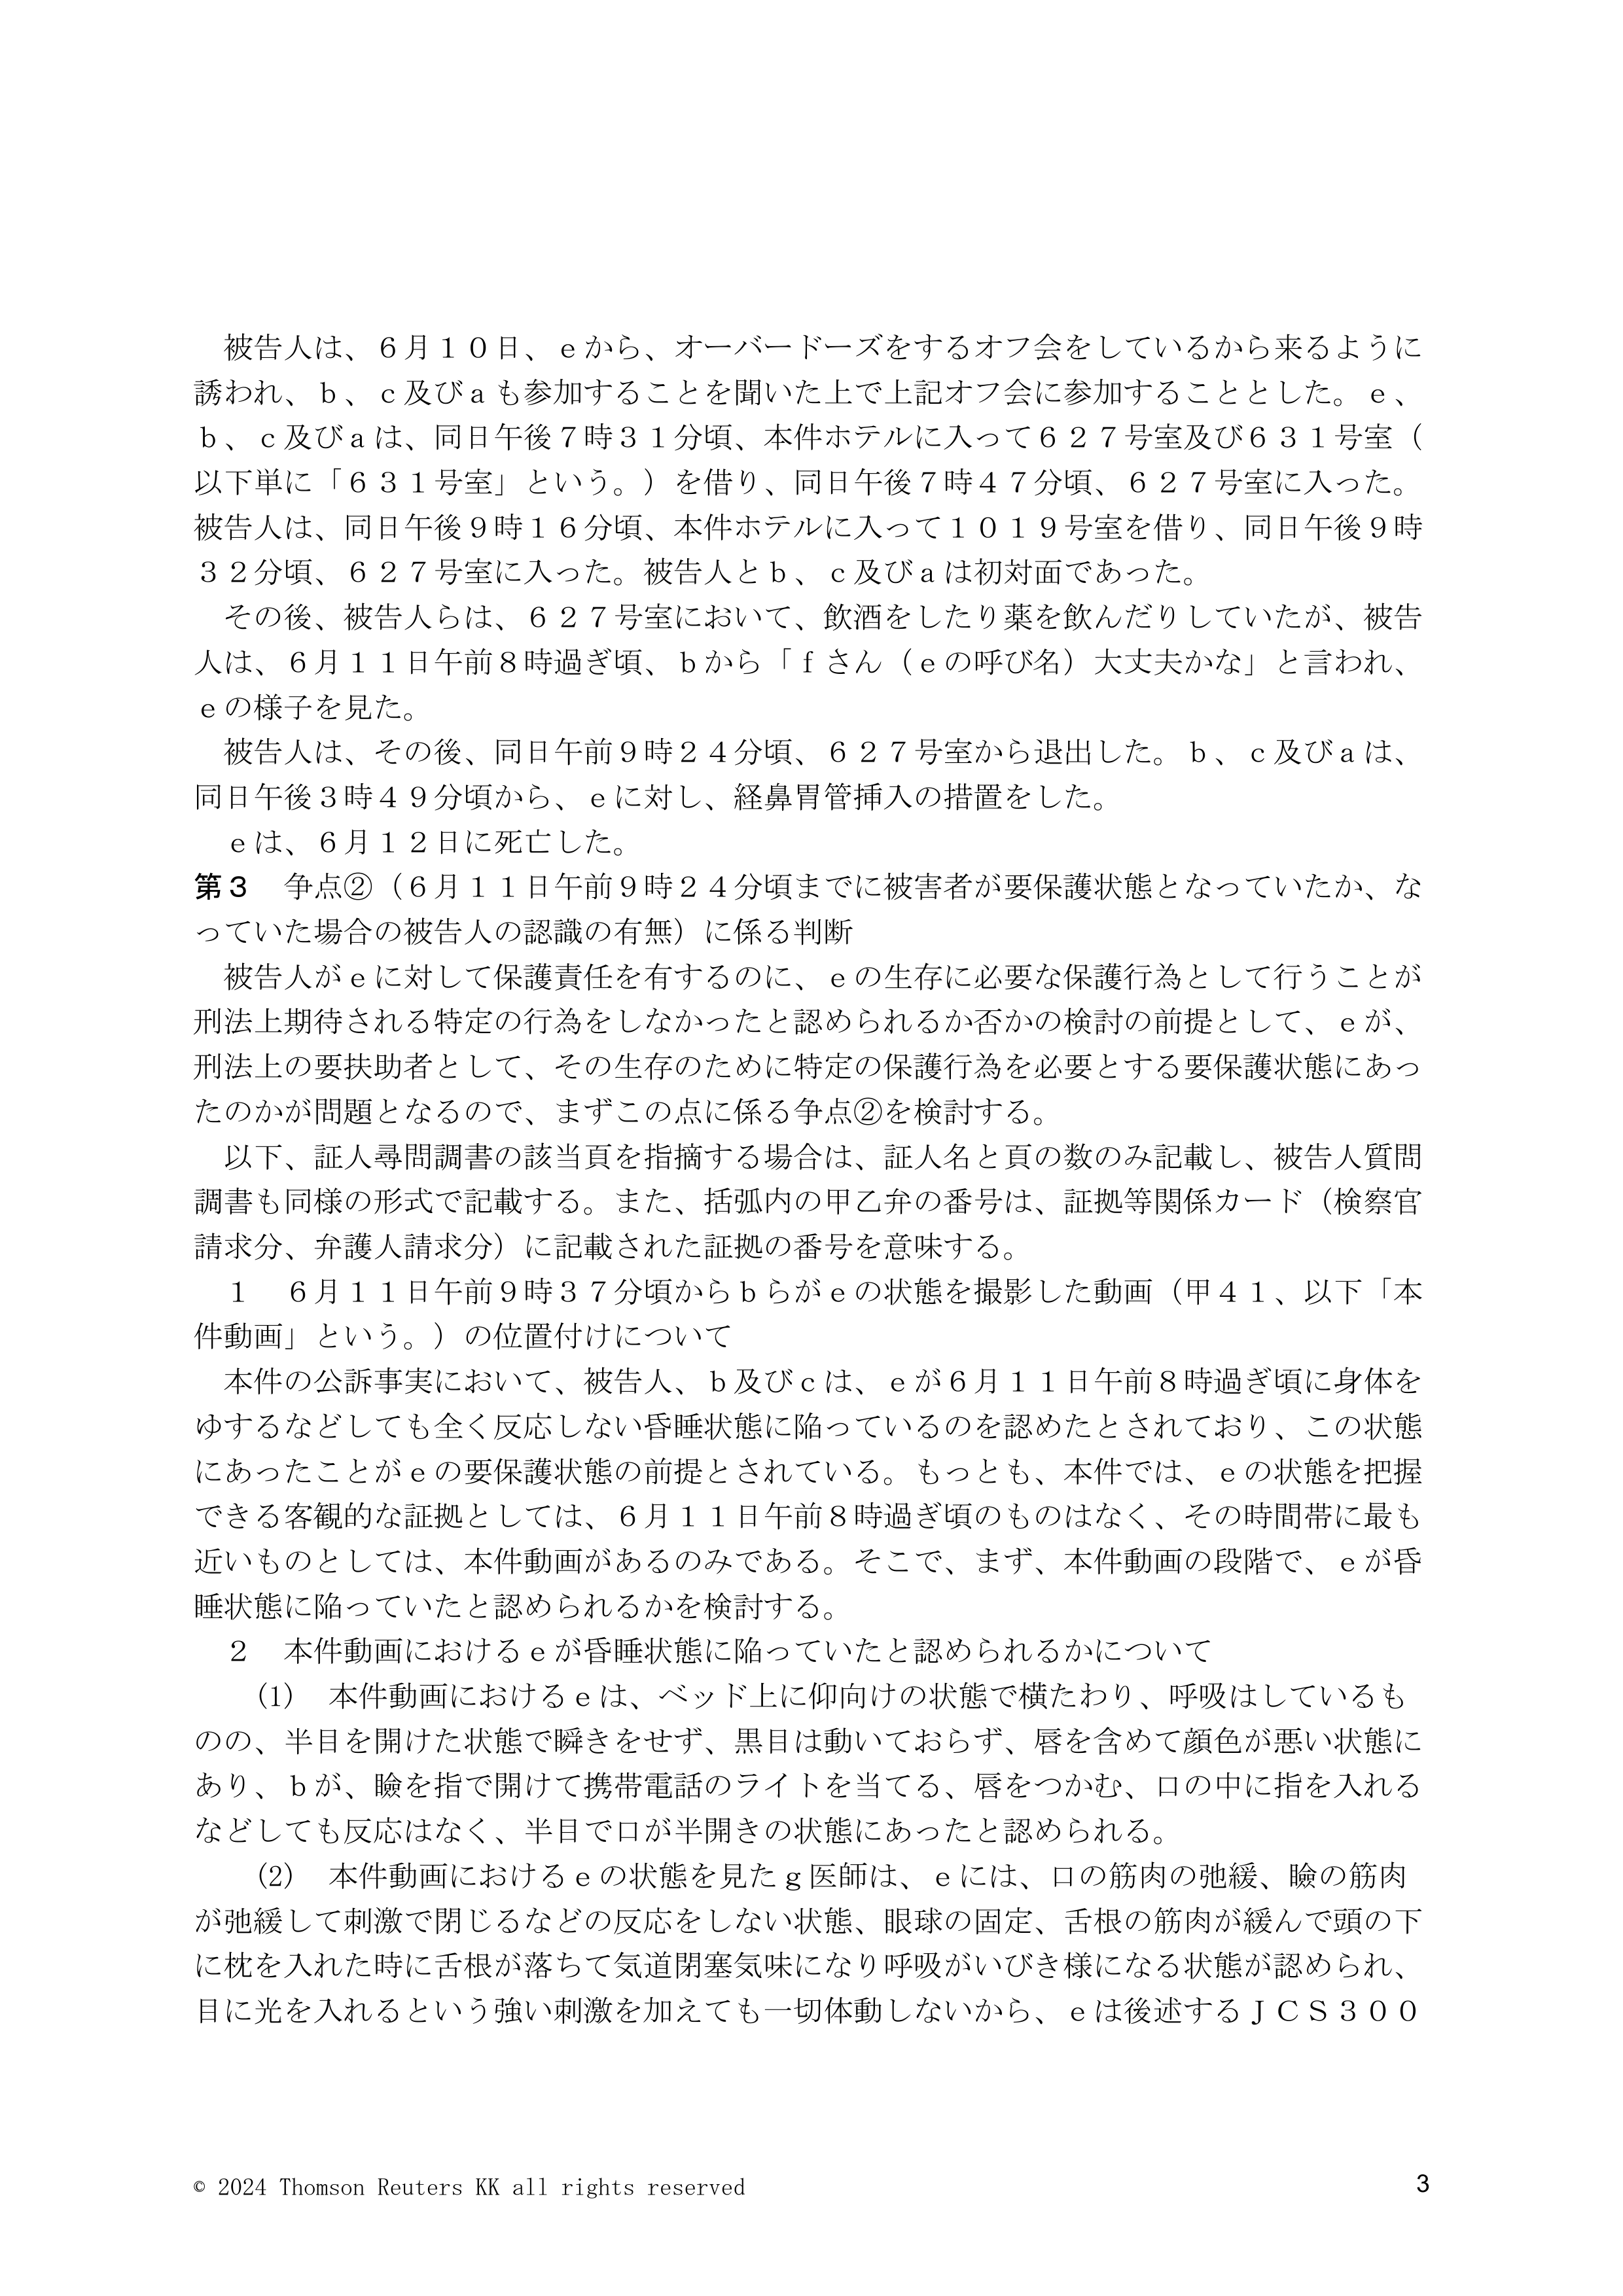 被告人は、６月１０日、ｅから、オーバードーズをするオフ会をしているから来るように
誘われ、ｂ、ｃ及びａも参加することを聞いた上で上記オフ会に参加することとした。ｅ、
ｂ、ｃ及びａは、同日午後７時３１分頃、本件ホテルに入って６２７号室及び６３１号室（
以下単に「６３１号室」という。）を借り、同日午後７時４７分頃、６２７号室に入った。
被告人は、同日午後９時１６分頃、本件ホテルに入って１０１９号室を借り、同日午後９時
３２分頃、６２７号室に入った。被告人とｂ、ｃ及びａは初対面であった。
　その後、被告人らは、６２７号室において、飲酒をしたり薬を飲んだりしていたが、被告
人は、６月１１日午前８時過ぎ頃、ｂから「ｆさん（ｅの呼び名）大丈夫かな」と言われ、
ｅの様子を見た。
　被告人は、その後、同日午前９時２４分頃、６２７号室から退出した。ｂ、ｃ及びａは、
同日午後３時４９分頃から、ｅに対し、経鼻胃管挿入の措置をした。
　ｅは、６月１２日に死亡した。
第３　争点②（６月１１日午前９時２４分頃までに被害者が要保護状態となっていたか、な
っていた場合の被告人の認識の有無）に係る判断
　被告人がｅに対して保護責任を有するのに、ｅの生存に必要な保護行為として行うことが
刑法上期待される特定の行為をしなかったと認められるか否かの検討の前提として、ｅが、
刑法上の要扶助者として、その生存のために特定の保護行為を必要とする要保護状態にあっ
たのかが問題となるので、まずこの点に係る争点②を検討する。
　以下、証人尋問調書の該当頁を指摘する場合は、証人名と頁の数のみ記載し、被告人質問
調書も同様の形式で記載する。また、括弧内の甲乙弁の番号は、証拠等関係カード（検察官
請求分、弁護人請求分）に記載された証拠の番号を意味する。
　１　６月１１日午前９時３７分頃からｂらがｅの状態を撮影した動画（甲４１、以下「本
件動画」という。）の位置付けについて
　本件の公訴事実において、被告人、ｂ及びｃは、ｅが６月１１日午前８時過ぎ頃に身体を
ゆするなどしても全く反応しない昏睡状態に陥っているのを認めたとされており、この状態
にあったことがｅの要保護状態の前提とされている。もっとも、本件では、ｅの状態を把握
できる客観的な証拠としては、６月１１日午前８時過ぎ頃のものはなく、その時間帯に最も
近いものとしては、本件動画があるのみである。そこで、まず、本件動画の段階で、ｅが昏
睡状態に陥っていたと認められるかを検討する。
　２　本件動画におけるｅが昏睡状態に陥っていたと認められるかについて
　　(1)　本件動画におけるｅは、ベッド上に仰向けの状態で横たわり、呼吸はしているも
のの、半目を開けた状態で瞬きをせず、黒目は動いておらず、唇を含めて顔色が悪い状態に
あり、ｂが、瞼を指で開けて携帯電話のライトを当てる、唇をつかむ、口の中に指を入れる
などしても反応はなく、半目で口が半開きの状態にあったと認められる。
　　(2)　本件動画におけるｅの状態を見たｇ医師は、ｅには、口の筋肉の弛緩、瞼の筋肉
が弛緩して刺激で閉じるなどの反応をしない状態、眼球の固定、舌根の筋肉が緩んで頭の下
に枕を入れた時に舌根が落ちて気道閉塞気味になり呼吸がいびき様になる状態が認められ、
目に光を入れるという強い刺激を加えても一切体動しないから、ｅは後述するＪＣＳ３００
© 2024 Thomson Reuters KK all rights reserved
3